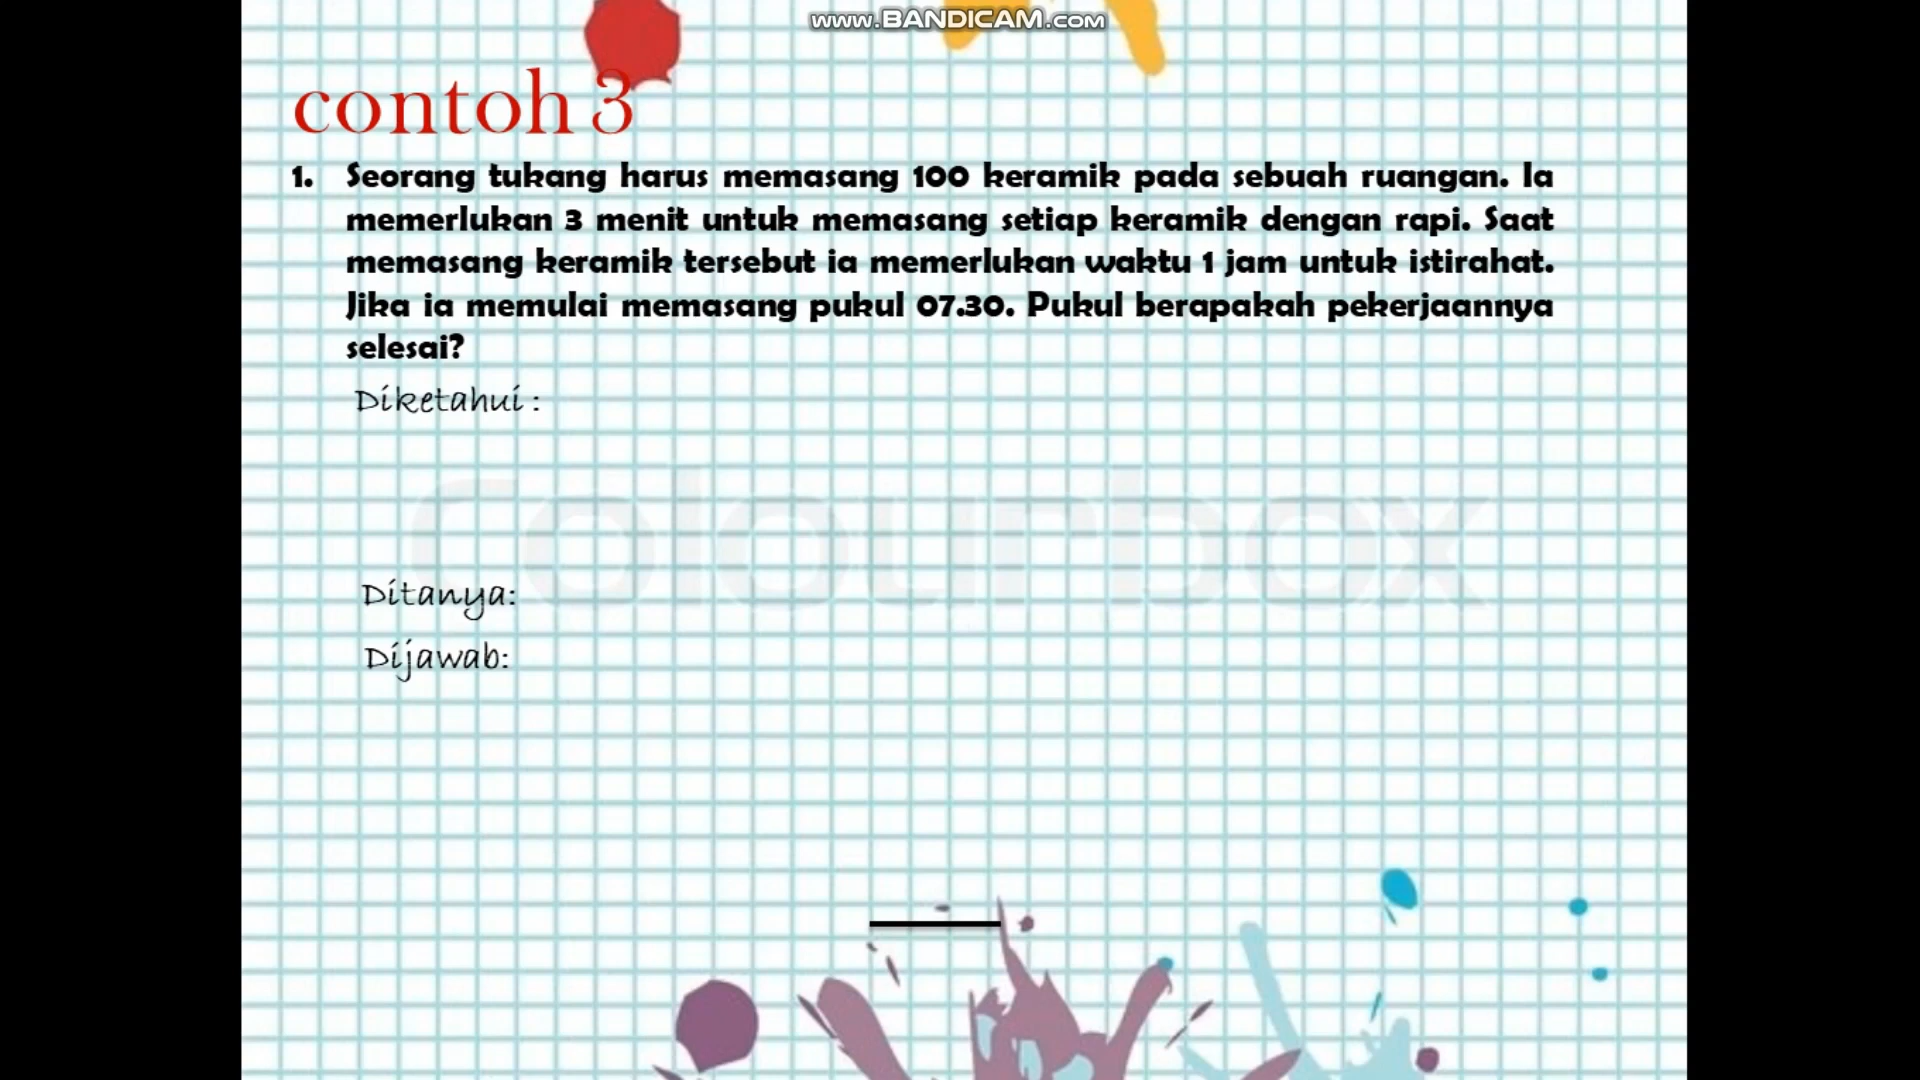 www.BANDICAM.com
contoh 3
1. Seorang tukang harus memasang 100 keramik pada sebuah ruangan. Ia
memerlukan 3 menit untuk memasang setiap keramik dengan rapi. Saat
memasang keramik tersebut ia memerlukan waktu 1 jam untuk istirahat.
Jika ia memulai memasang pukul 07.30. Pukul berapakah pekerjaannya
selesai?
Diketahui :
colourbox
Ditanya:
Dijawab: